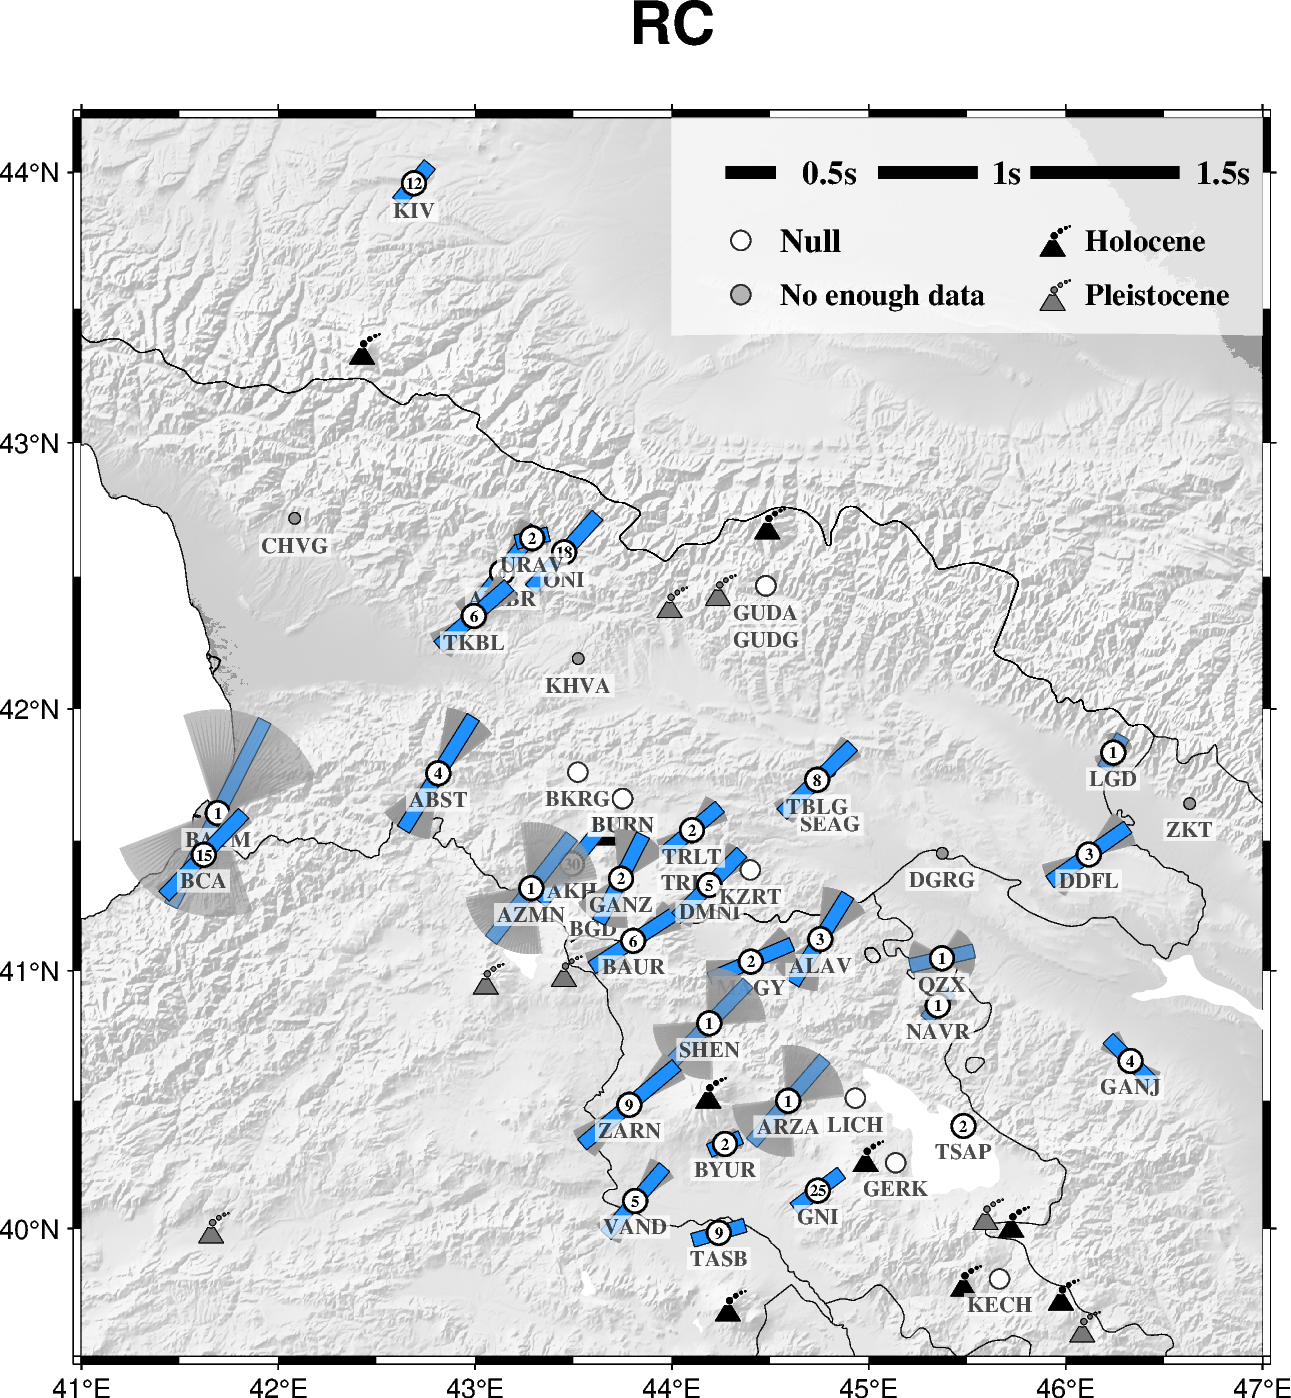 RC
0.5s 1s 1.5s
Null Holocene
No enough data Pleistocene
44°N
43°N
42°N
41°N
40°N
12
KIV
CHVG
2
URAV
18
ONI
6
TKBL
GUDA
GUDG
KHVA
1
LGD
4
ABST
BKRG
8
TBLG
SEAG
ZKT
1
15
BCA
BURN
2
TRLT
3
DDFL
DGRG
30
AKH
1
AZMN
2
GANZ
5
DMNI
KZRT
BGD
6
BAUR
3
ALAV
2
1
QZX
1
NAVR
1
SHEN
4
GANJ
9
ZARN
1
ARZA
LICH
2
TSAP
2
BYUR
GERK
5
VAND
25
GNI
9
TASB
KECH
41°E 42°E 43°E 44°E 45°E 46°E 47°E